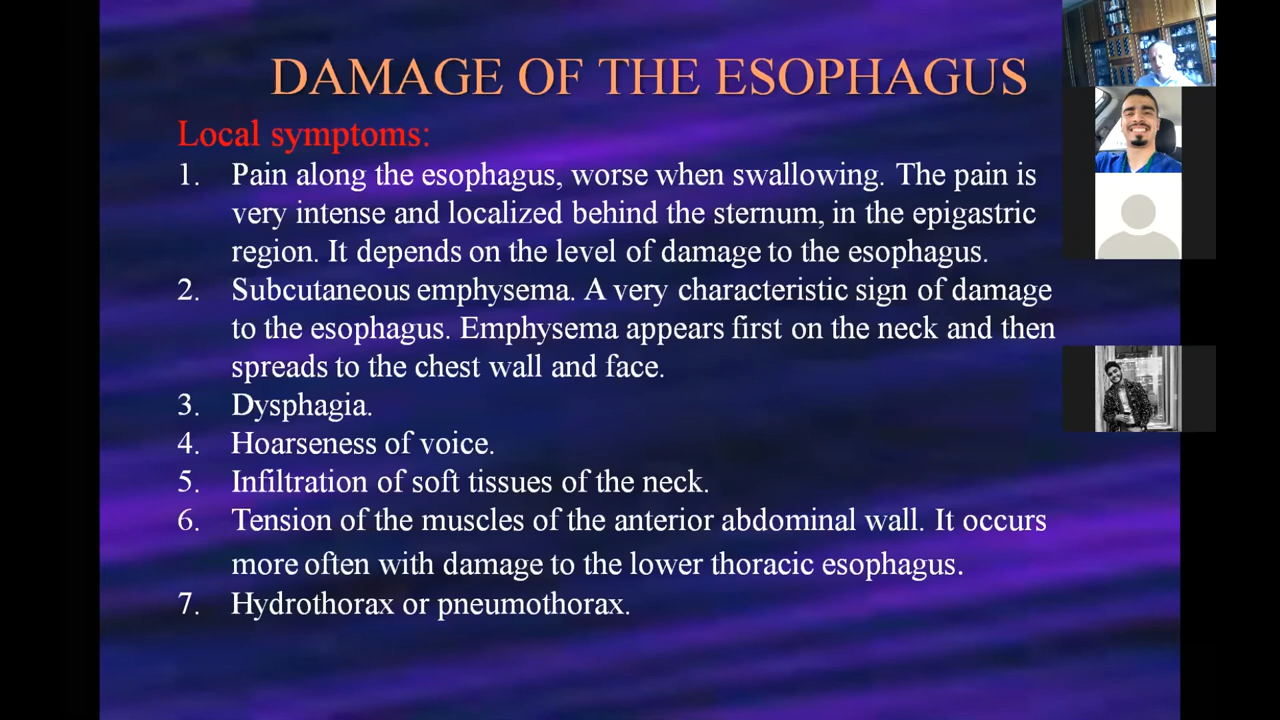 DAMAGE OF THE ESOPHAGUS
Local symptoms:
1. Pain along the esophagus, worse when swallowing. The pain is
very intense and localized behind the sternum, in the epigastric
region. It depends on the level of damage to the esophagus.
2. Subcutaneous emphysema. A very characteristic sign of damage
to the esophagus. Emphysema appears first on the neck and then
spreads to the chest wall and face.
3. Dysphagia.
4. Hoarseness of voice.
5. Infiltration of soft tissues of the neck.
6. Tension of the muscles of the anterior abdominal wall. It occurs
more often with damage to the lower thoracic esophagus.
7. Hydrothorax or pneumothorax.